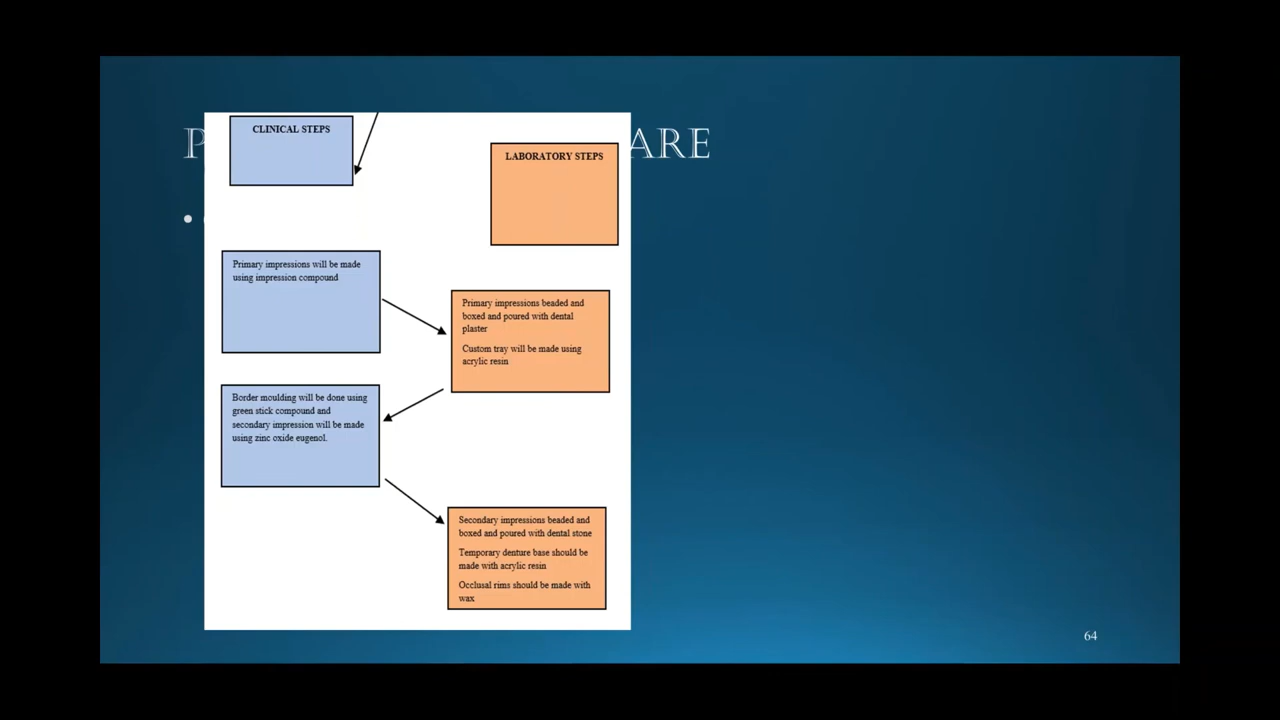 ARE
CLINICAL STEPS
LABORATORY STEPS
Primary impressions will be made
using impression compound
Primary impressions beaded and
boxed and poured with dental
plaster
Custom tray will be made using
acrylic resin
Border moulding will be done using
green stick compound and
secondary impression will be made
using zinc oxide eugenol.
Secondary impressions beaded and
boxed and poured with dental stone
Temporary denture base should be
made with acrylic resin
Occlusal rims should be made with
wax
64